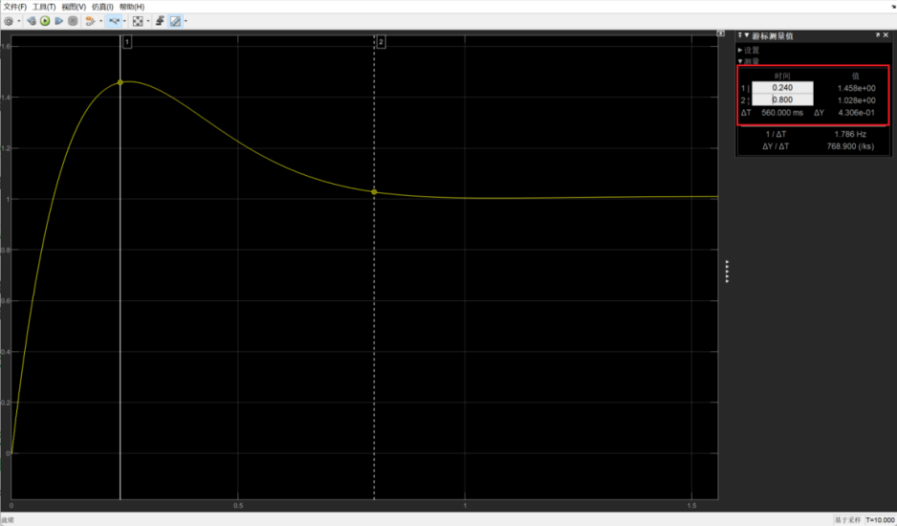 文件(F) 工具(T) 视图(V) 仿真(I) 帮助(H)
1 2
游标测量值
设置
测量
时间 值
1 | 0.240 1.458e+00
2 ¦ 0.800 1.028e+00
ΔT 560.000 ms ΔY 4.306e-01
1 / ΔT 1.786 Hz
ΔY / ΔT 768.900 (/ks)
1.6
1.4
1.2
1
0.8
0.6
0.4
0.2
0
0 0.5 1 1.5
就绪 基于采样 T=10.000